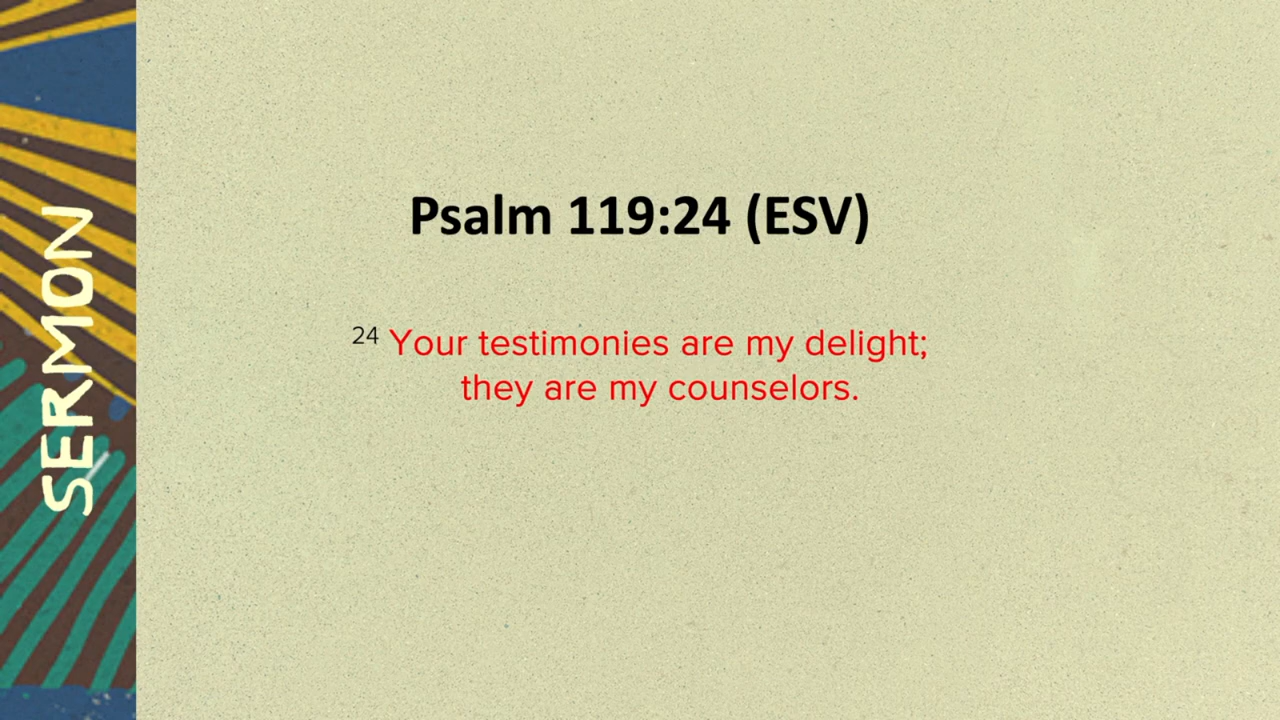 SERMON
Psalm 119:24 (ESV)
24 Your testimonies are my delight;
they are my counselors.